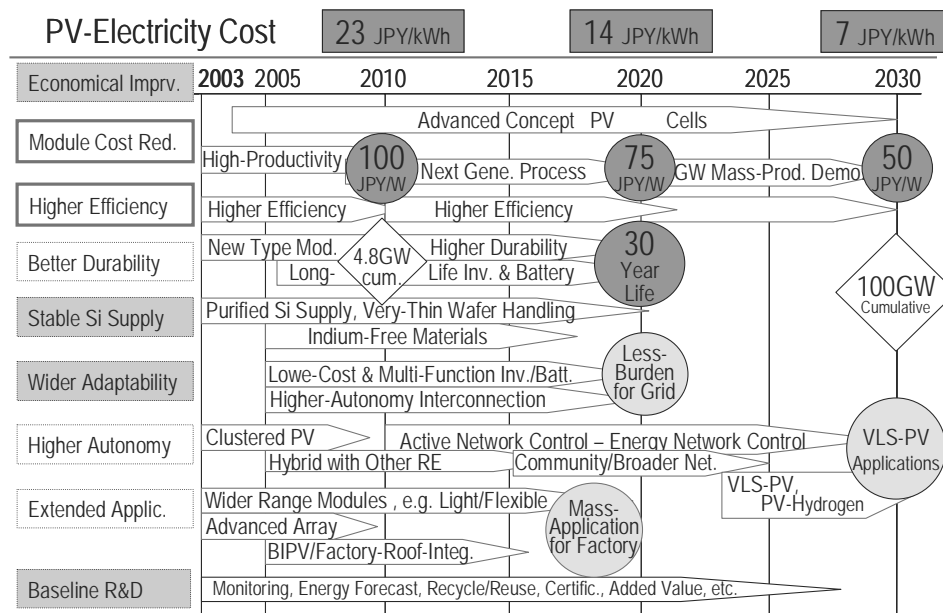 PV-Electricity Cost
23 JPY/kWh
14 JPY/kWh
7 JPY/kWh
Economical Imprv.
2003 2005 2010 2015 2020 2025 2030
Advanced Concept PV Cells
Module Cost Red.
High-Productivity
100
JPY/W
Next Gene. Process
75
JPY/W
GW Mass-Prod. Demo.
50
JPY/W
Higher Efficiency
Higher Efficiency
Higher Efficiency
Better Durability
New Type Mod.
4.8GW
cum.
Higher Durability
Long-
Life Inv. & Battery
30
Year
Life
100GW
Cumulative
Stable Si Supply
Purified Si Supply, Very-Thin Wafer Handling
Indium-Free Materials
Wider Adaptability
Lowe-Cost & Multi-Function Inv./Batt.
Higher-Autonomy Interconnection
Less-
Burden
for Grid
Higher Autonomy
Clustered PV
Active Network Control – Energy Network Control
Hybrid with Other RE
Community/Broader Net.
VLS-PV
Applications
Extended Applic.
Wider Range Modules , e.g. Light/Flexible
Advanced Array
BIPV/Factory-Roof-Integ.
Mass-
Application
for Factory
VLS-PV,
PV-Hydrogen
Baseline R&D
Monitoring, Energy Forecast, Recycle/Reuse, Certific., Added Value, etc.